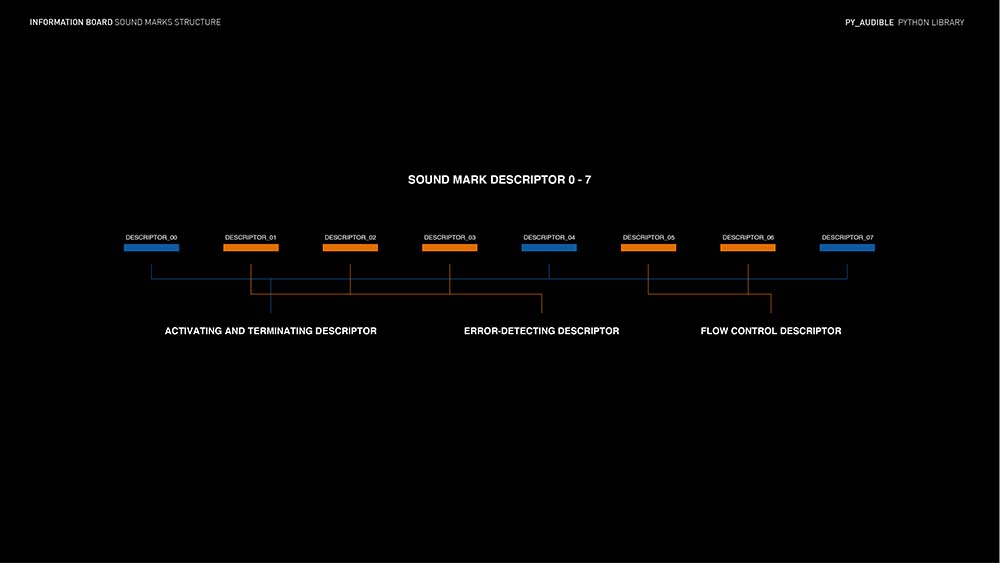 INFORMATION BOARD SOUND MARKS STRUCTURE
PY_AUDIBLE PYTHON LIBRARY
SOUND MARK DESCRIPTOR 0 - 7
DESCRIPTOR_00 DESCRIPTOR_01 DESCRIPTOR_02 DESCRIPTOR_03 DESCRIPTOR_04 DESCRIPTOR_05 DESCRIPTOR_06 DESCRIPTOR_07
ACTIVATING AND TERMINATING DESCRIPTOR
ERROR-DETECTING DESCRIPTOR
FLOW CONTROL DESCRIPTOR